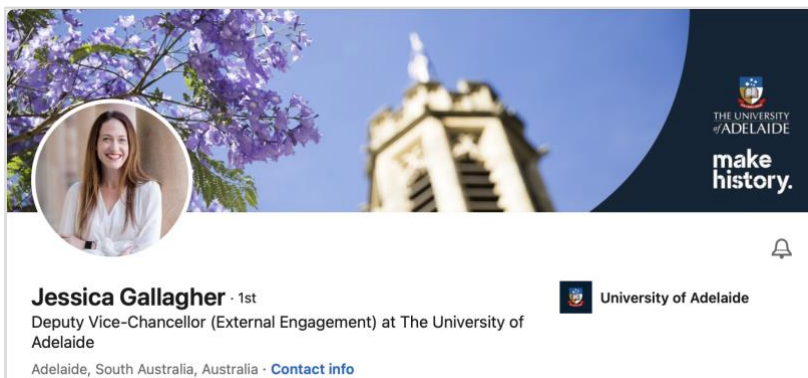 THE UNIVERSITY
of ADELAIDE
make
history.
Jessica Gallagher · 1st
University of Adelaide
Deputy Vice-Chancellor (External Engagement) at The University of
Adelaide
Adelaide, South Australia, Australia · Contact info